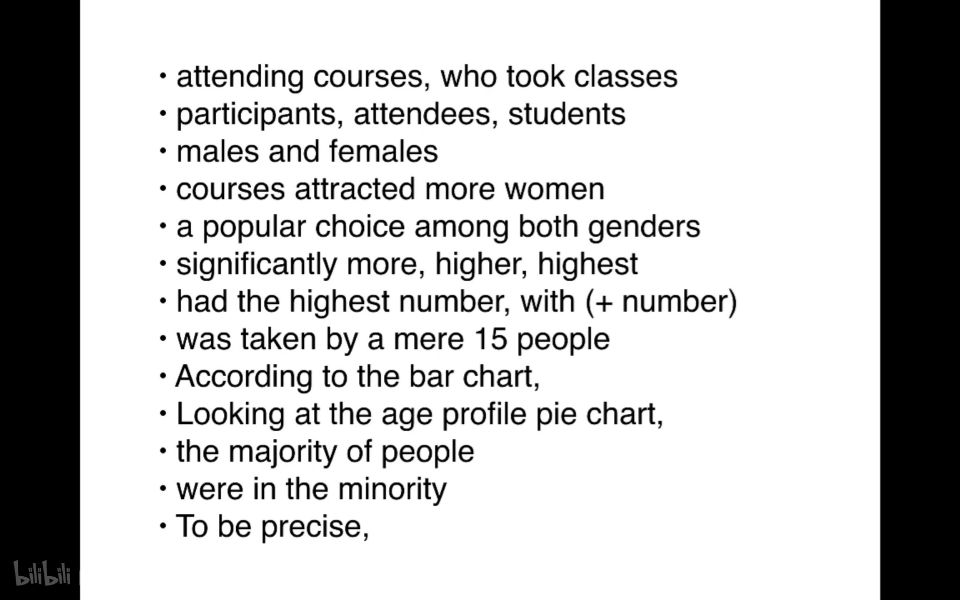 • attending courses, who took classes
• participants, attendees, students
• males and females
• courses attracted more women
• a popular choice among both genders
• significantly more, higher, highest
• had the highest number, with (+ number)
• was taken by a mere 15 people
• According to the bar chart,
• Looking at the age profile pie chart,
• the majority of people
• were in the minority
• To be precise,
bilibili